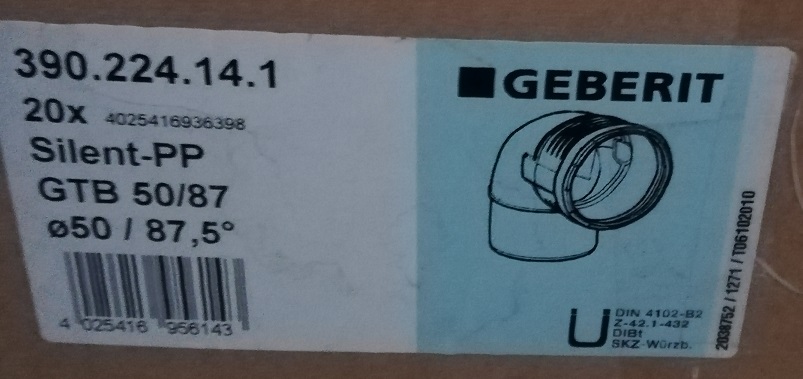 390.224.14.1
20x 4025416936398
Silent-PP
GTB 50/87
ø50 / 87,5°
4 025416 956143
GEBERIT
DIN 4102-B2
Z-42.1-432
DIBt
SKZ-Würzb.
2038752 / 1271 / T06102010